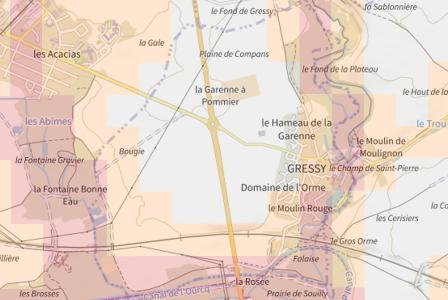 le Fond de Gressy
la Sablonnière
la Gale
les Acacias
Plaine de Compans
le Fond de la Plateau
la Garenne à
Pommier
le Haut de la
les Abîmes
le Hameau de la
Garenne
le Trou
le Moulin de
Moulignon
Bougie
la Fontaine Gravier
GRESSY
le Champ de Saint-Pierre
la Fontaine Bonne
Eau
Domaine de l'Orme
le Moulin Rouge
les Cerisiers
le Gros Orme
Falaise
la Rosée
les Brasses
Canal de l'Ourcq
Prairie de Souilly